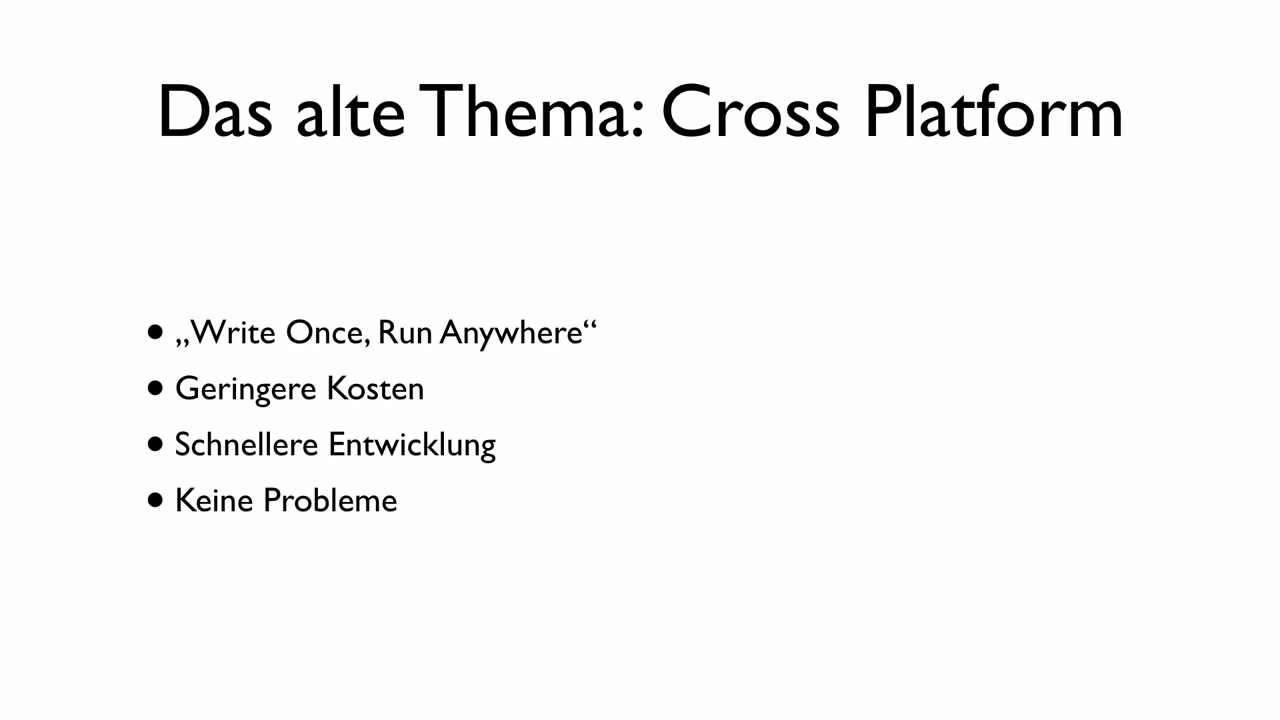 Das alte Thema: Cross Platform
• „Write Once, Run Anywhere“
• Geringere Kosten
• Schnellere Entwicklung
• Keine Probleme